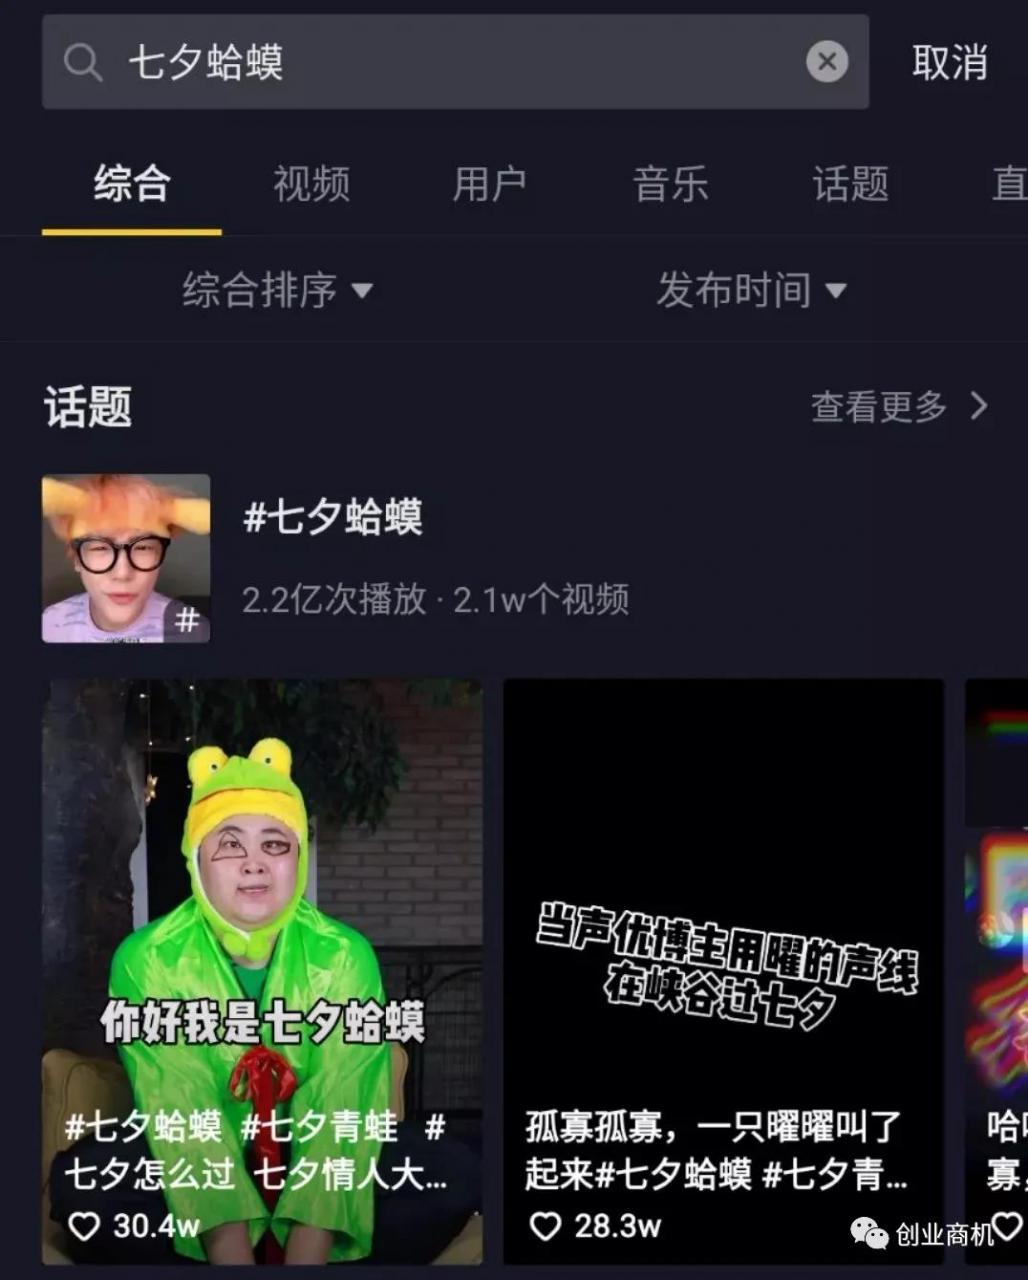 七夕蛤蟆
取消
综合 视频 用户 音乐 话题 直
综合排序 发布时间
话题
查看更多
#七夕蛤蟆
2.2亿次播放 · 2.1w个视频
#
你好我是七夕蛤蟆
#七夕蛤蟆 #七夕青蛙 #
七夕怎么过 七夕情人大...
30.4w
当声优博主用曜的声线
在峡谷过七夕
孤寡孤寡，一只曜曜叫了
起来#七夕蛤蟆 #七夕青...
28.3w
哈
寡,
创业商机